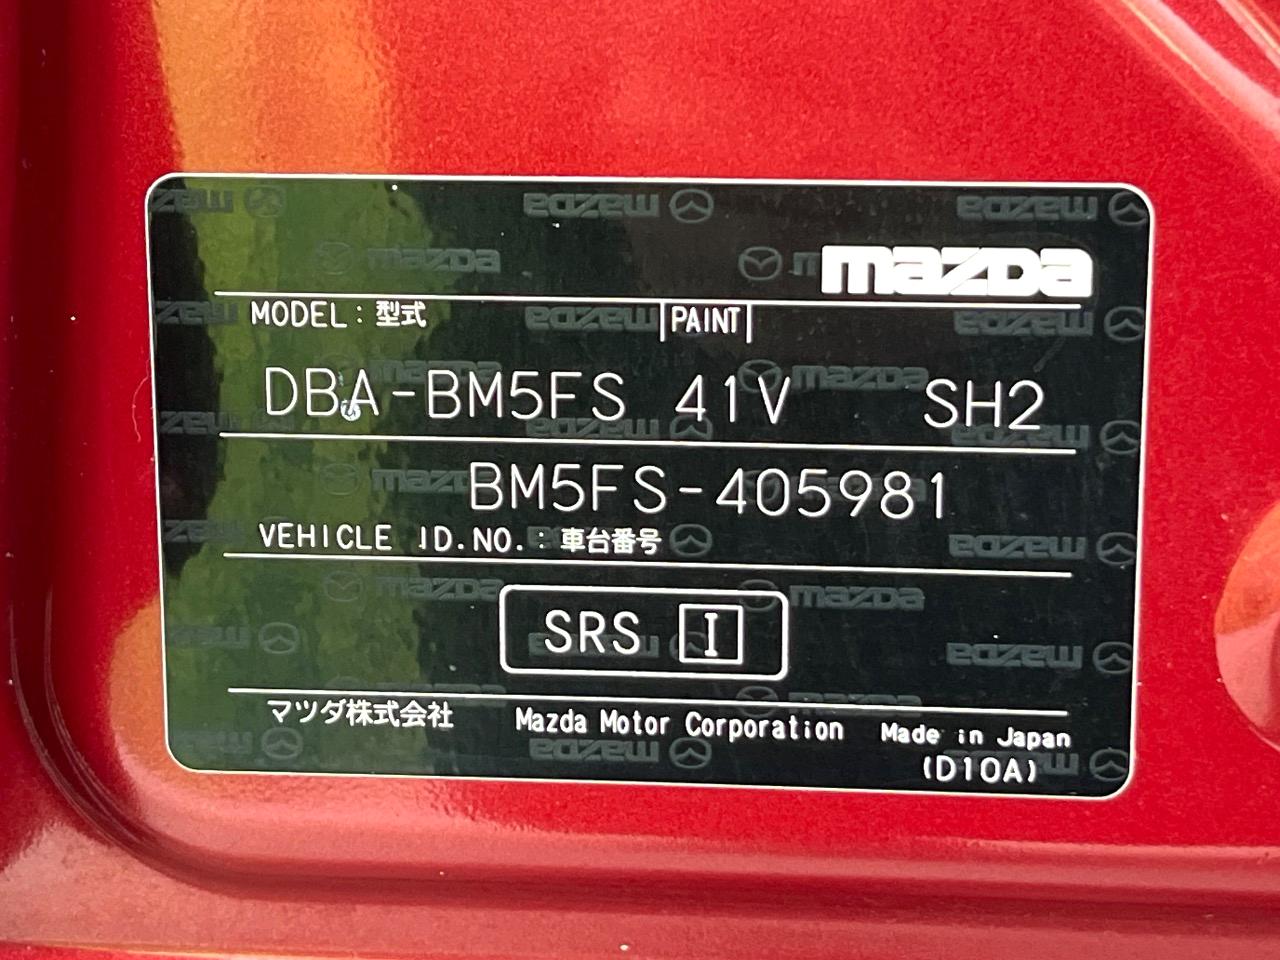 mazda
MODEL : 型式 PAINT
DBA-BM5FS 41V SH2
BM5FS-405981
VEHICLE ID.NO. : 車台番号
SRS I
マツダ株式会社 Mazda Motor Corporation Made in Japan
(D10A)